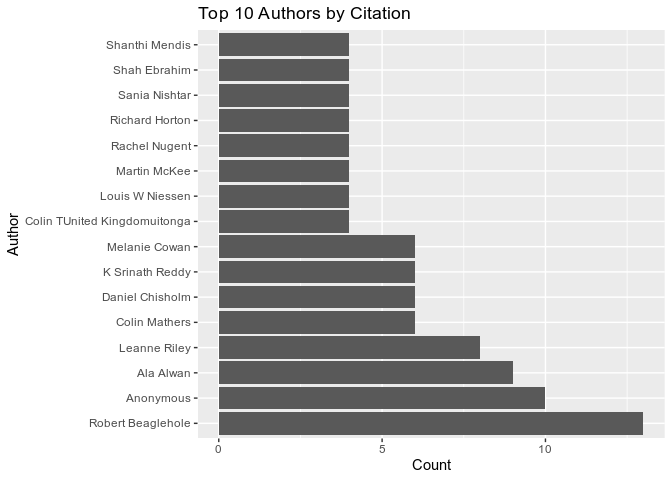 Top 10 Authors by Citation
Shanthi Mendis
Shah Ebrahim
Sania Nishtar
Richard Horton
Rachel Nugent
Martin McKee
Louis W Niessen
Colin TUnited Kingdomuitonga
Melanie Cowan
K Srinath Reddy
Daniel Chisholm
Colin Mathers
Leanne Riley
Ala Alwan
Anonymous
Robert Beaglehole
Author
0 5 10
Count